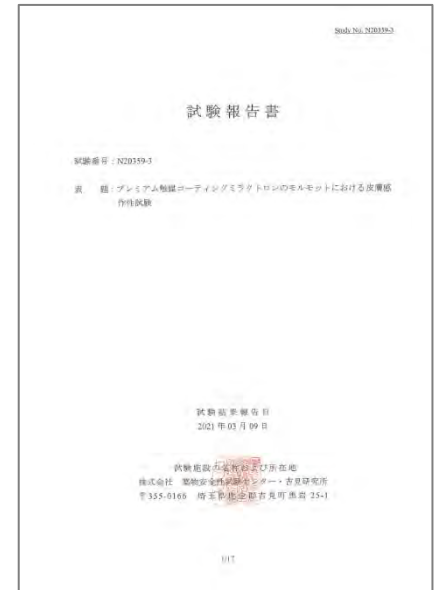 Study No. N20359-3
試験報告書
試験番号：N20359-3
表　題：プレミアム触媒コーティングミラクトロンのモルモットにおける皮膚感
作性試験
試験結果報告日
2021年03月09日
試験施設の名称および所在地
株式会社 薬物安全性試験センター・吉見研究所
〒355-0166 埼玉県比企郡吉見町黒岩 25-1